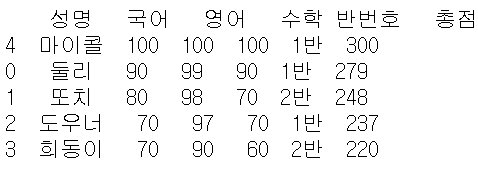 성명 국어 영어 수학 반번호 총점
4 마이콜 100 100 100 1반 300
0 둘리 90 99 90 1반 279
1 또치 80 98 70 2반 248
2 도우너 70 97 70 1반 237
3 희동이 70 90 60 2반 220